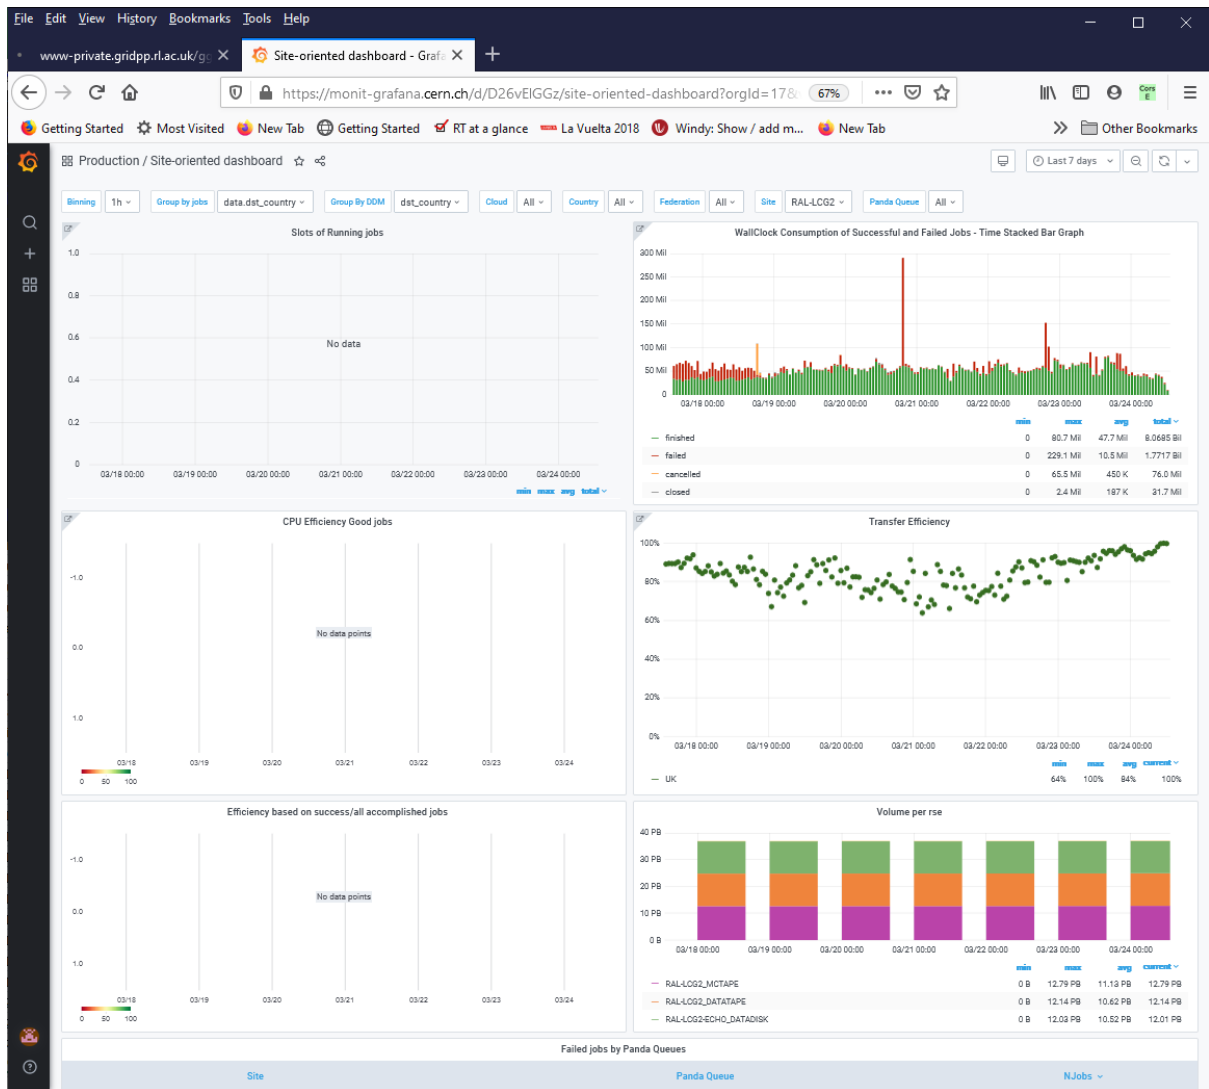 File Edit View History Bookmarks Tools Help
www-private.gridpp.rl.ac.uk/gg
Site-oriented dashboard - Grafa
https://monit-grafana.cern.ch/d/D26vElGGz/site-oriented-dashboard?orgId=17& 67%
Getting Started Most Visited New Tab Getting Started RT at a glance La Vuelta 2018 Windy: Show / add m... New Tab Other Bookmarks
Production / Site-oriented dashboard Last 7 days
Binning 1h Group by jobs data.dst_country Group By DDM dst_country Cloud All Country All Federation All Site RAL-LCG2 Panda Queue All
Slots of Running jobs
1.0
0.8
0.6
No data
0.4
0.2
0
03/18 00:00 03/19 00:00 03/20 00:00 03/21 00:00 03/22 00:00 03/23 00:00 03/24 00:00
min max avg total
WallClock Consumption of Successful and Failed Jobs - Time Stacked Bar Graph
300 Mil
250 Mil
200 Mil
150 Mil
100 Mil
50 Mil
0
03/18 00:00 03/19 00:00 03/20 00:00 03/21 00:00 03/22 00:00 03/23 00:00 03/24 00:00
min max avg total
finished 0 80.7 Mil 47.7 Mil 8.0685 Bil
failed 0 229.1 Mil 10.5 Mil 1.7717 Bil
cancelled 0 65.5 Mil 450 K 76.0 Mil
closed 0 2.4 Mil 187 K 31.7 Mil
CPU Efficiency Good jobs
-1.0
No data points
0.0
1.0
03/18 03/19 03/20 03/21 03/22 03/23 03/24
0 50 100
Transfer Efficiency
100%
80%
60%
40%
20%
0%
03/18 00:00 03/19 00:00 03/20 00:00 03/21 00:00 03/22 00:00 03/23 00:00 03/24 00:00
min max avg current
UK 64% 100% 84% 100%
Efficiency based on success/all accomplished jobs
-1.0
No data points
0.0
1.0
03/18 03/19 03/20 03/21 03/22 03/23 03/24
0 50 100
Volume per rse
40 PB
30 PB
20 PB
10 PB
0 B
03/18 00:00 03/19 00:00 03/20 00:00 03/21 00:00 03/22 00:00 03/23 00:00 03/24 00:00
min max avg current
RAL-LCG2_MCTAPE 0 B 12.79 PB 11.13 PB 12.79 PB
RAL-LCG2_DATATAPE 0 B 12.14 PB 10.62 PB 12.14 PB
RAL-LCG2-ECHO_DATADISK 0 B 12.03 PB 10.52 PB 12.01 PB
Failed jobs by Panda Queues
Site Panda Queue NJobs